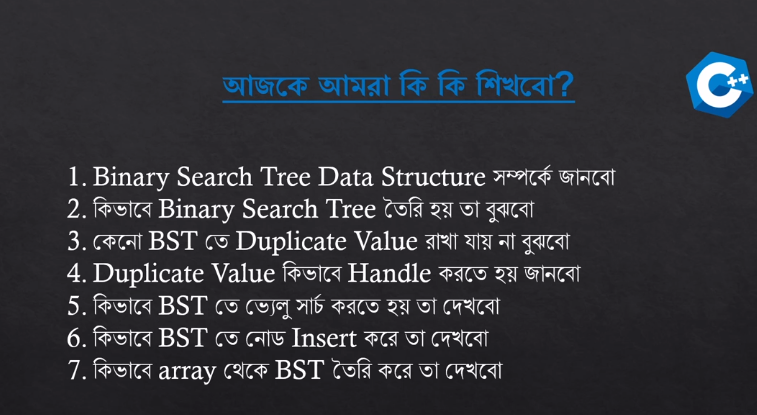 আজকে আমরা কি কি শিখবো?
C++
1. Binary Search Tree Data Structure সম্পর্কে জানবো
2. কিভাবে Binary Search Tree তৈরি হয় তা বুঝবো
3. কেনো BST তে Duplicate Value রাখা যায় না বুঝবো
4. Duplicate Value কিভাবে Handle করতে হয় জানবো
5. কিভাবে BST তে ভ্যেলু সার্চ করতে হয় তা দেখবো
6. কিভাবে BST তে নোড Insert করে তা দেখবো
7. কিভাবে array থেকে BST তৈরি করে তা দেখবো